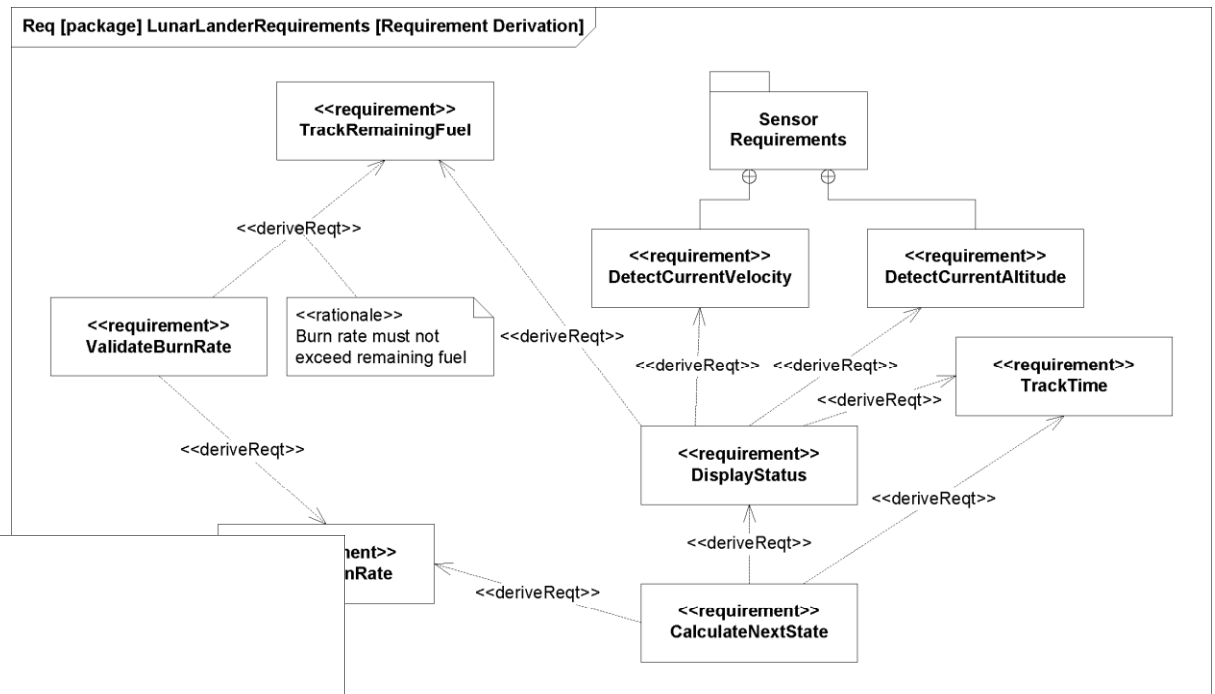 Req [package] LunarLanderRequirements [Requirement Derivation]
<<requirement>>
TrackRemainingFuel
Sensor
Requirements
<<deriveReqt>>
<<requirement>>
DetectCurrentVelocity
<<requirement>>
DetectCurrentAltitude
<<requirement>>
ValidateBurnRate
<<rationale>>
Burn rate must not
exceed remaining fuel
<<deriveReqt>>
<<deriveReqt>>
<<deriveReqt>>
<<requirement>>
TrackTime
<<deriveReqt>>
<<deriveReqt>>
<<requirement>>
DisplayStatus
<<deriveReqt>>
<<deriveReqt>>
<<deriveReqt>>
<<requirement>>
CalculateNextState